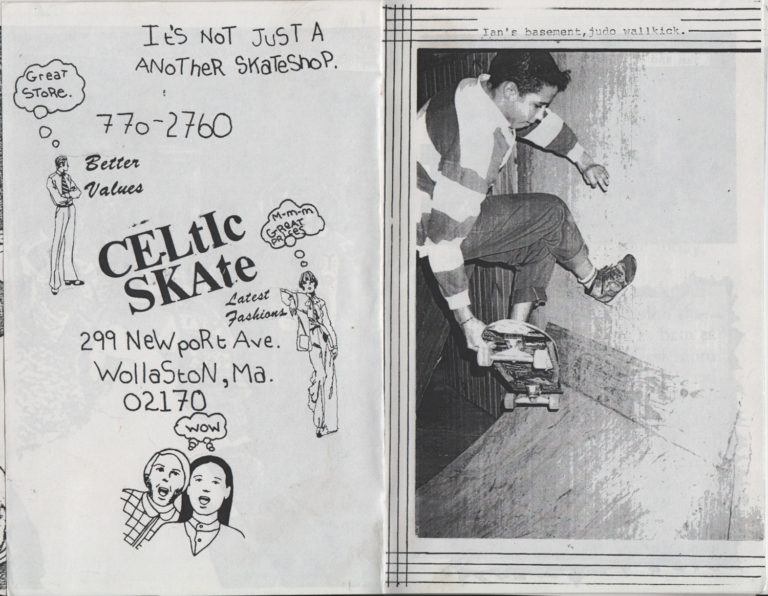 It's NOT JUST A
ANOTHER SKATESHOP.
Great
STORE.
770-2760
Better
Values
CELtIc
SKAte
M-m-m
GREAT
PRICES
Latest
Fashions
299 NewpoRt Ave.
WollaStoN, Ma.
02170
WOW
Ian's basement,judo wallkick.